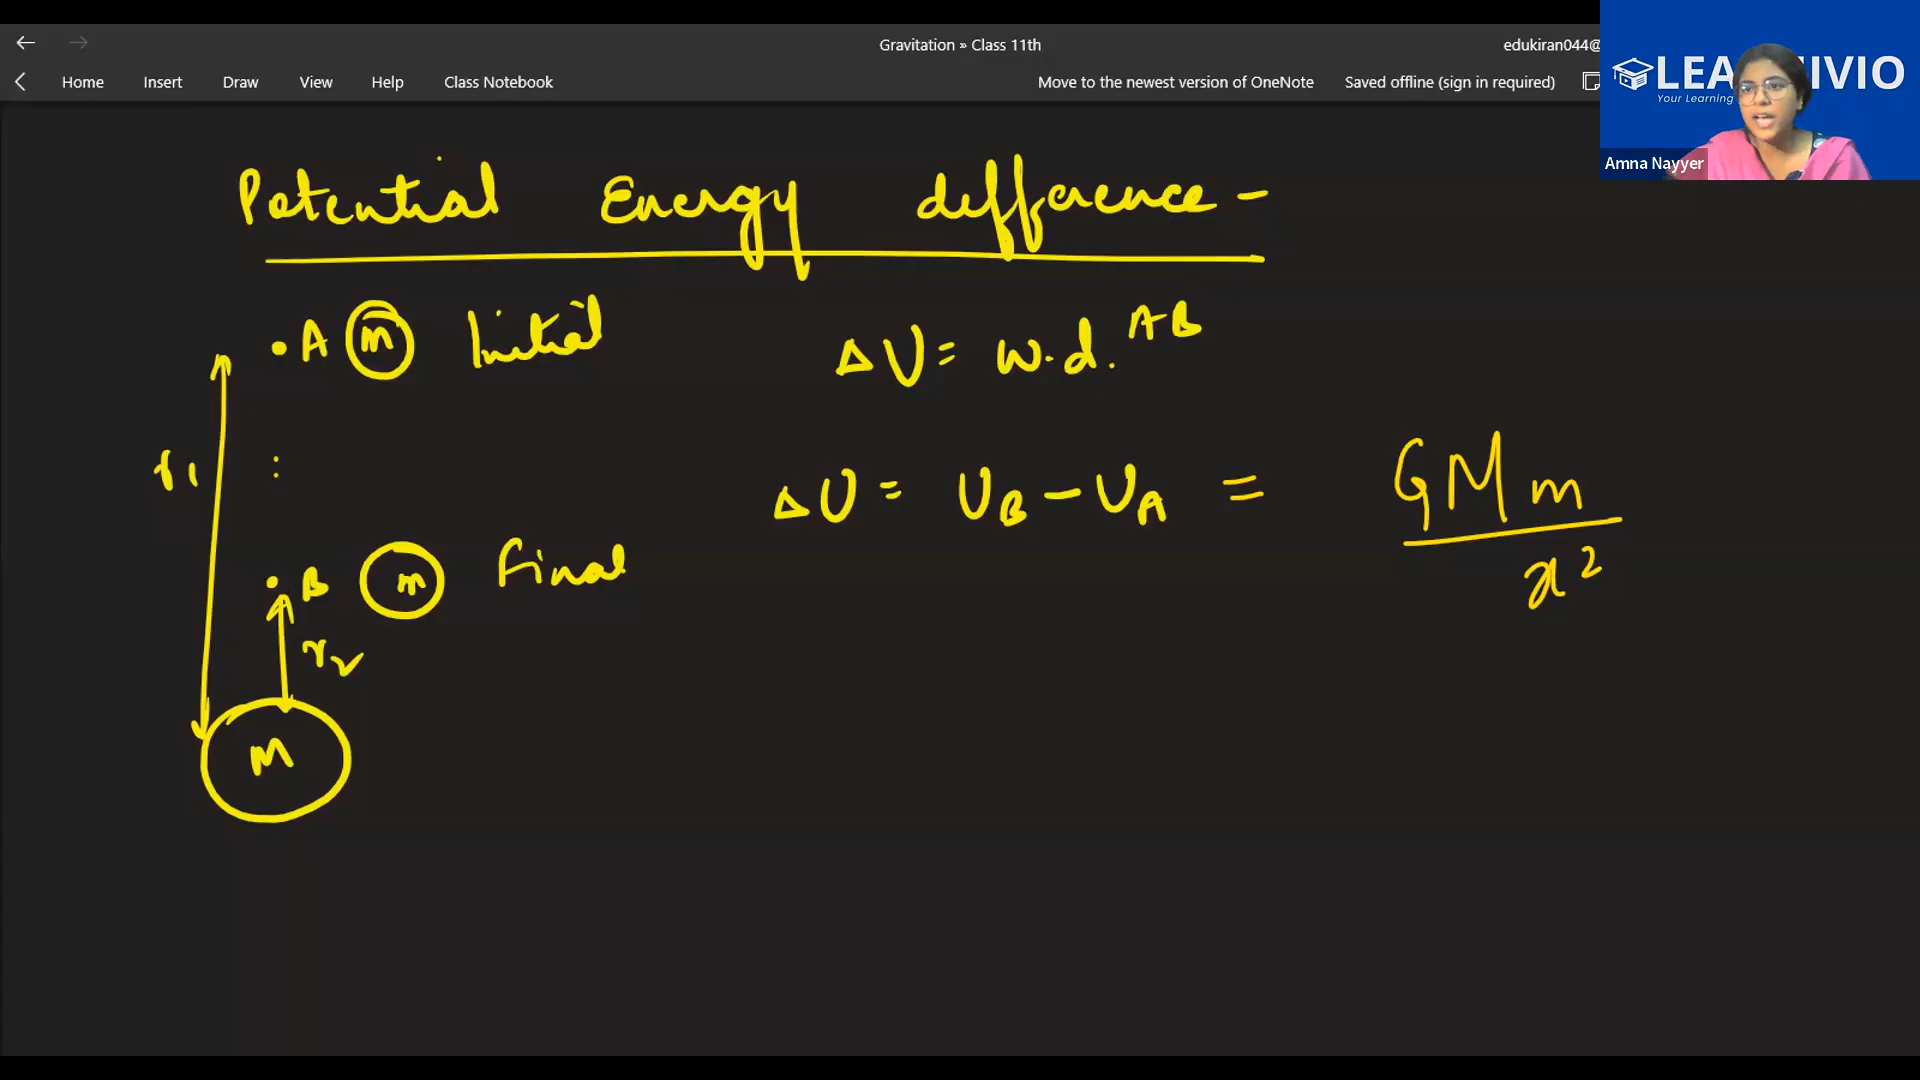 Gravitation » Class 11th
edukiran044@
Home Insert Draw View Help Class Notebook
Move to the newest version of OneNote Saved offline (sign in required)
LEA IVIO
Your Learning
Amna Nayyer
Potential Energy difference -
• A m Initial
ΔU = w.d. AB
r1
ΔU = UB - UA = GMm / x²
• B m final
r2
M